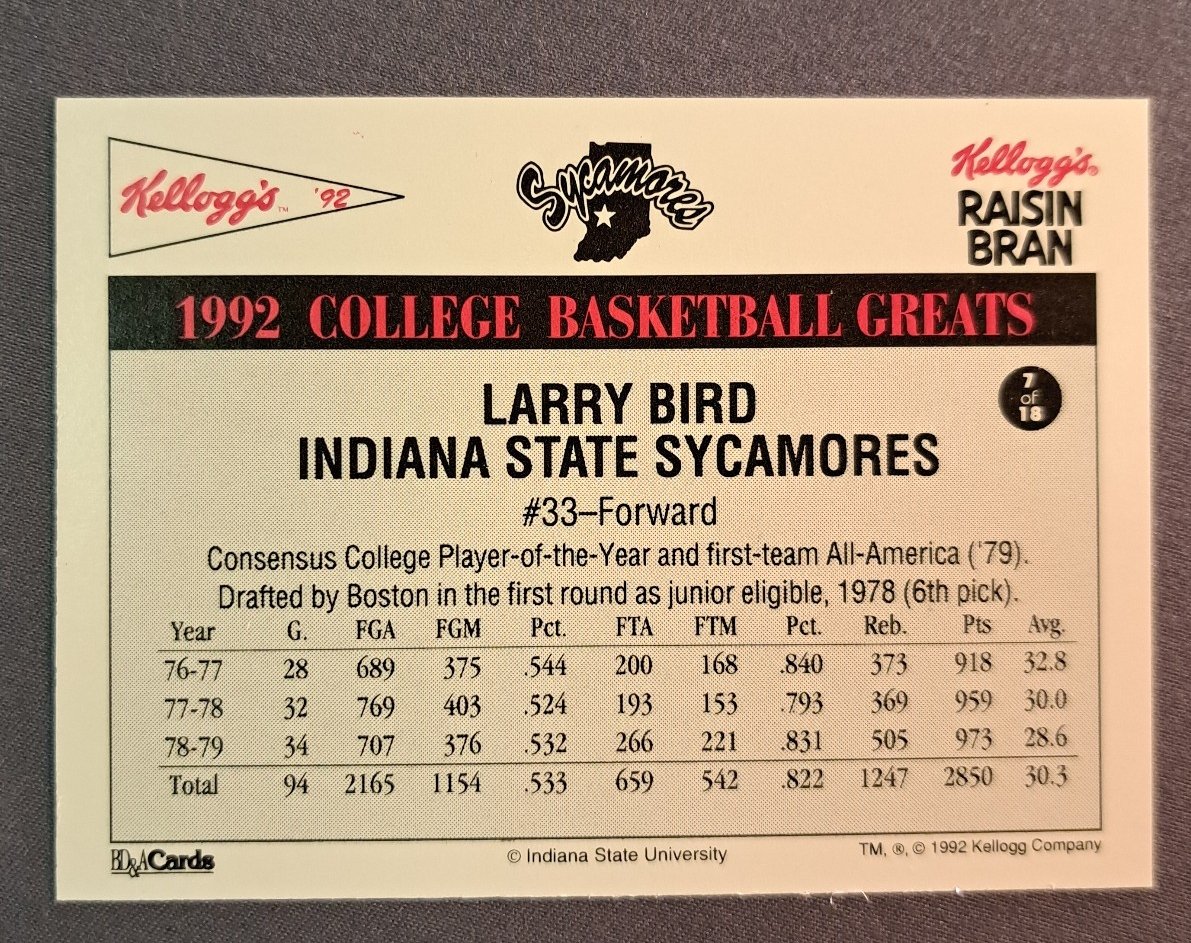 Kellogg's™ '92
Sycamores
Kellogg's®
RAISIN
BRAN
1992 COLLEGE BASKETBALL GREATS
7
of
18
LARRY BIRD
INDIANA STATE SYCAMORES
#33–Forward
Consensus College Player-of-the-Year and first-team All-America ('79).
Drafted by Boston in the first round as junior eligible, 1978 (6th pick).
Year G. FGA FGM Pct. FTA FTM Pct. Reb. Pts Avg.
76-77 28 689 375 .544 200 168 .840 373 918 32.8
77-78 32 769 403 .524 193 153 .793 369 959 30.0
78-79 34 707 376 .532 266 221 .831 505 973 28.6
Total 94 2165 1154 .533 659 542 .822 1247 2850 30.3
BD&ACards
© Indiana State University
TM, ®, © 1992 Kellogg Company